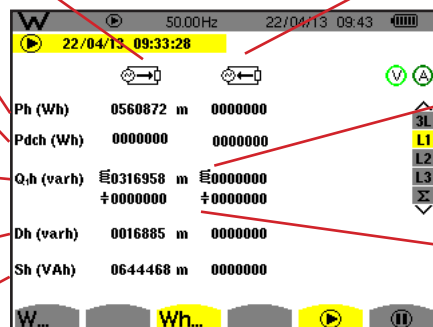 W 50.00Hz 22/04/13 09:43
22/04/13 09:33:28
V A
Ph (Wh) 0560872 m 0000000
3L
Pdch (Wh) 0000000 0000000
L1
L2
Q₁h (varh) 0316958 m 0000000
L3
0000000 0000000
Σ
Dh (varh) 0016885 m 0000000
Sh (VAh) 0644468 m 0000000
W... Wh...